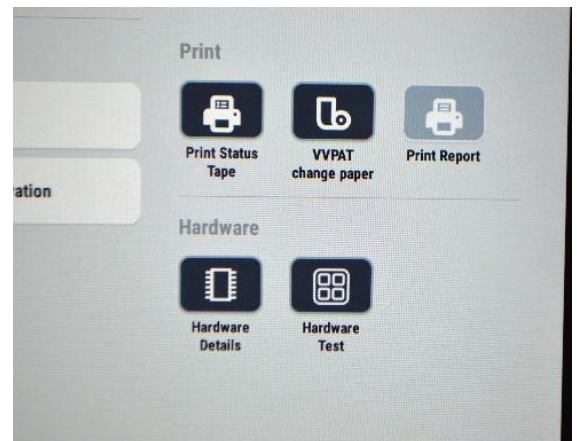 Print
Print Status
Tape
VVPAT
change paper
Print Report
ation
Hardware
Hardware
Details
Hardware
Test